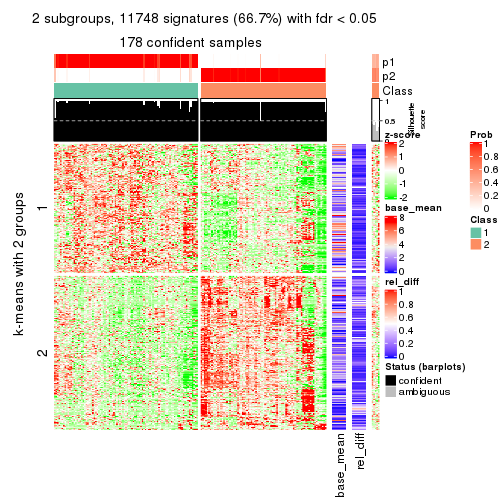 2 subgroups, 11748 signatures (66.7%) with fdr < 0.05
178 confident samples
p1
p2
Class
1
0.5
Silhouette
score
k-means with 2 groups
1
2
base_mean
rel_diff
z-score
2
1
0
-1
-2
base_mean
8
6
4
2
0
rel_diff
1
0.8
0.6
0.4
0.2
0
Status (barplots)
confident
ambiguous
Prob
1
0.8
0.6
0.4
0.2
0
Class
1
2